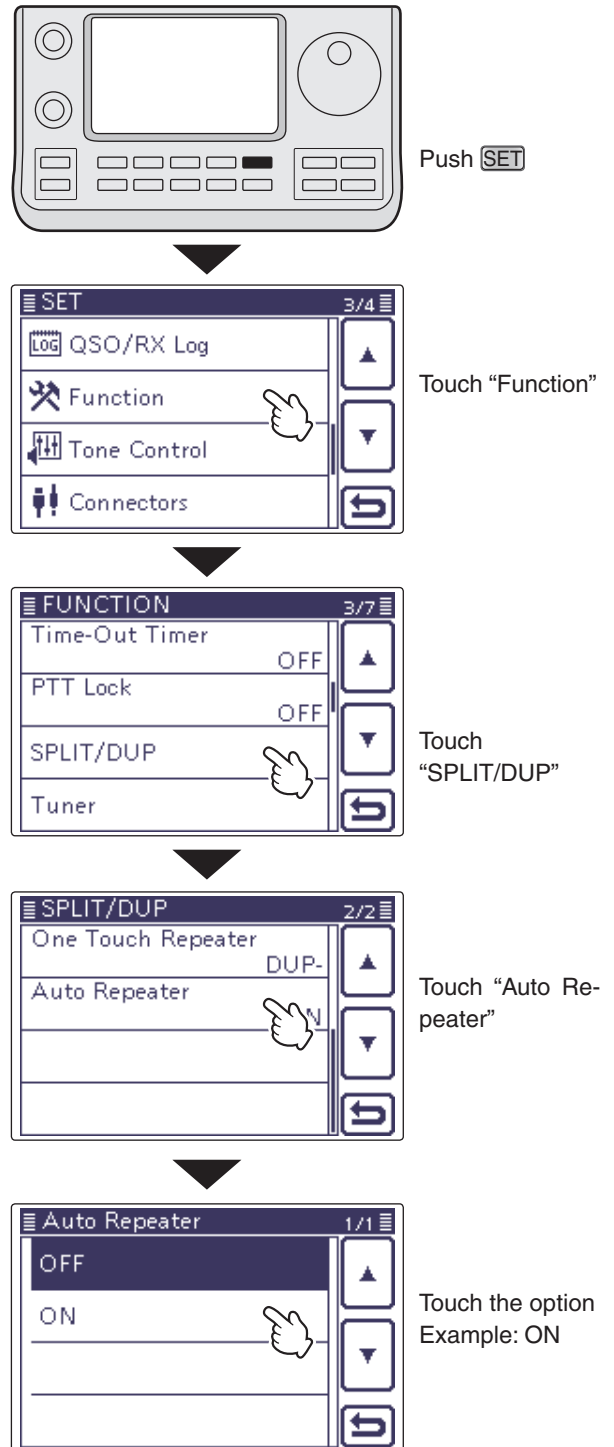 Push SET
SET 3/4
LOG QSO/RX Log
Function
Tone Control
Connectors
Touch “Function”
FUNCTION 3/7
Time-Out Timer
OFF
PTT Lock
OFF
SPLIT/DUP
Tuner
Touch
“SPLIT/DUP”
SPLIT/DUP 2/2
One Touch Repeater
DUP-
Auto Repeater
Touch “Auto Re-
peater”
Auto Repeater 1/1
OFF
ON
Touch the option
Example: ON